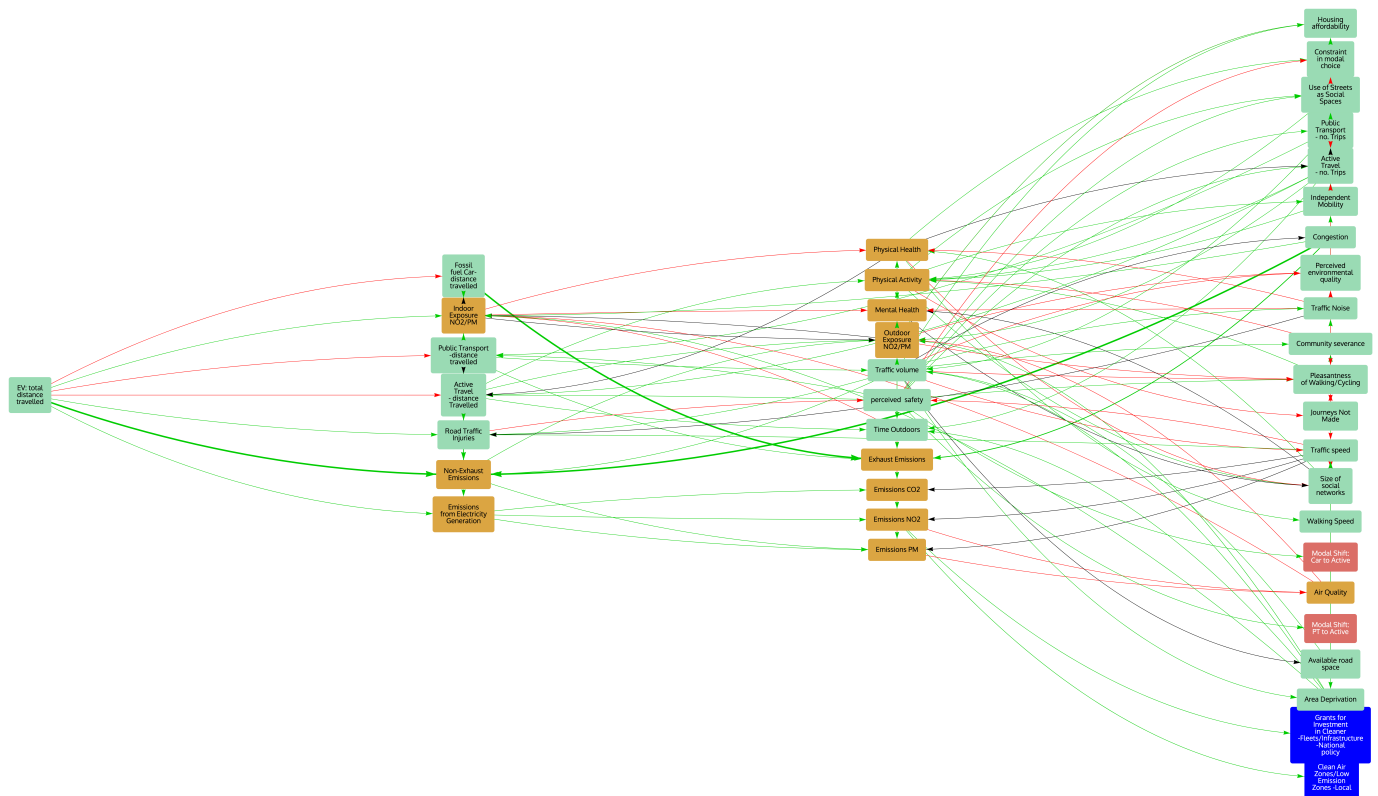 EV: total
distance
travelled
Fossil
fuel Car-
distance
travelled
Indoor
Exposure
NO2/PM
Public Transport
-distance
travelled
Active
Travel
- distance
Travelled
Road Traffic
Injuries
Non-Exhaust
Emissions
Emissions
from Electricity
Generation
Physical Health
Physical Activity
Mental Health
Outdoor
Exposure
NO2/PM
Traffic volume
perceived safety
Time Outdoors
Exhaust Emissions
Emissions CO2
Emissions NO2
Emissions PM
Housing
affordability
Constraint
in modal
choice
Use of Streets
as Social
Spaces
Public
Transport
- no. Trips
Active
Travel
- no. Trips
Independent
Mobility
Congestion
Perceived
environmental
quality
Traffic Noise
Community severance
Pleasantness
of Walking/Cycling
Journeys Not
Made
Traffic speed
Size of
social
networks
Walking Speed
Modal Shift:
Car to Active
Air Quality
Modal Shift:
PT to Active
Available road
space
Area Deprivation
Grants for
Investment
in Cleaner
-Fleets/Infrastructure
-National
policy
Clean Air
Zones/Low
Emission
Zones -Local